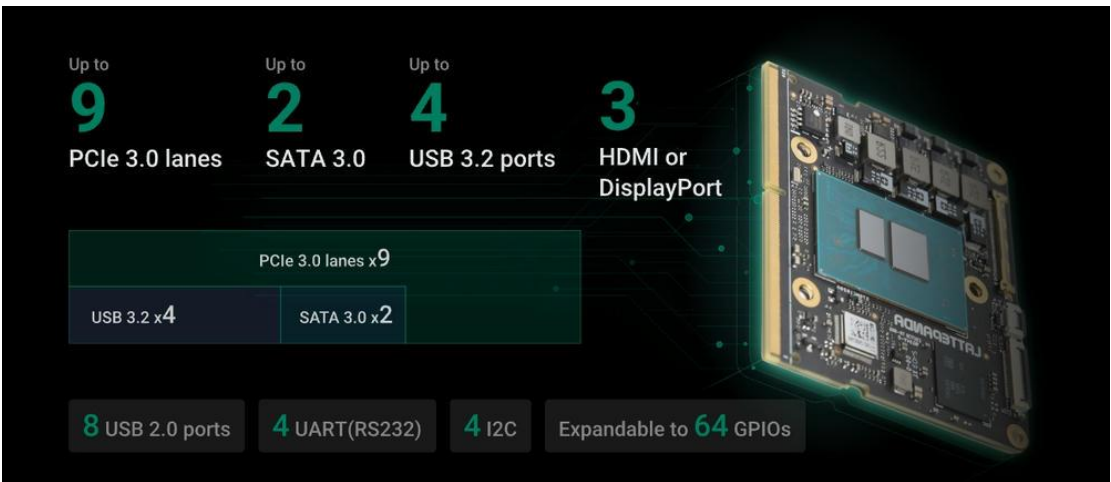 Up to
9
PCIe 3.0 lanes
Up to
2
SATA 3.0
Up to
4
USB 3.2 ports
3
HDMI or
DisplayPort
PCIe 3.0 lanes x9
USB 3.2 x4
SATA 3.0 x2
8 USB 2.0 ports
4 UART(RS232)
4 I2C
Expandable to 64 GPIOs
LATTEPANDA